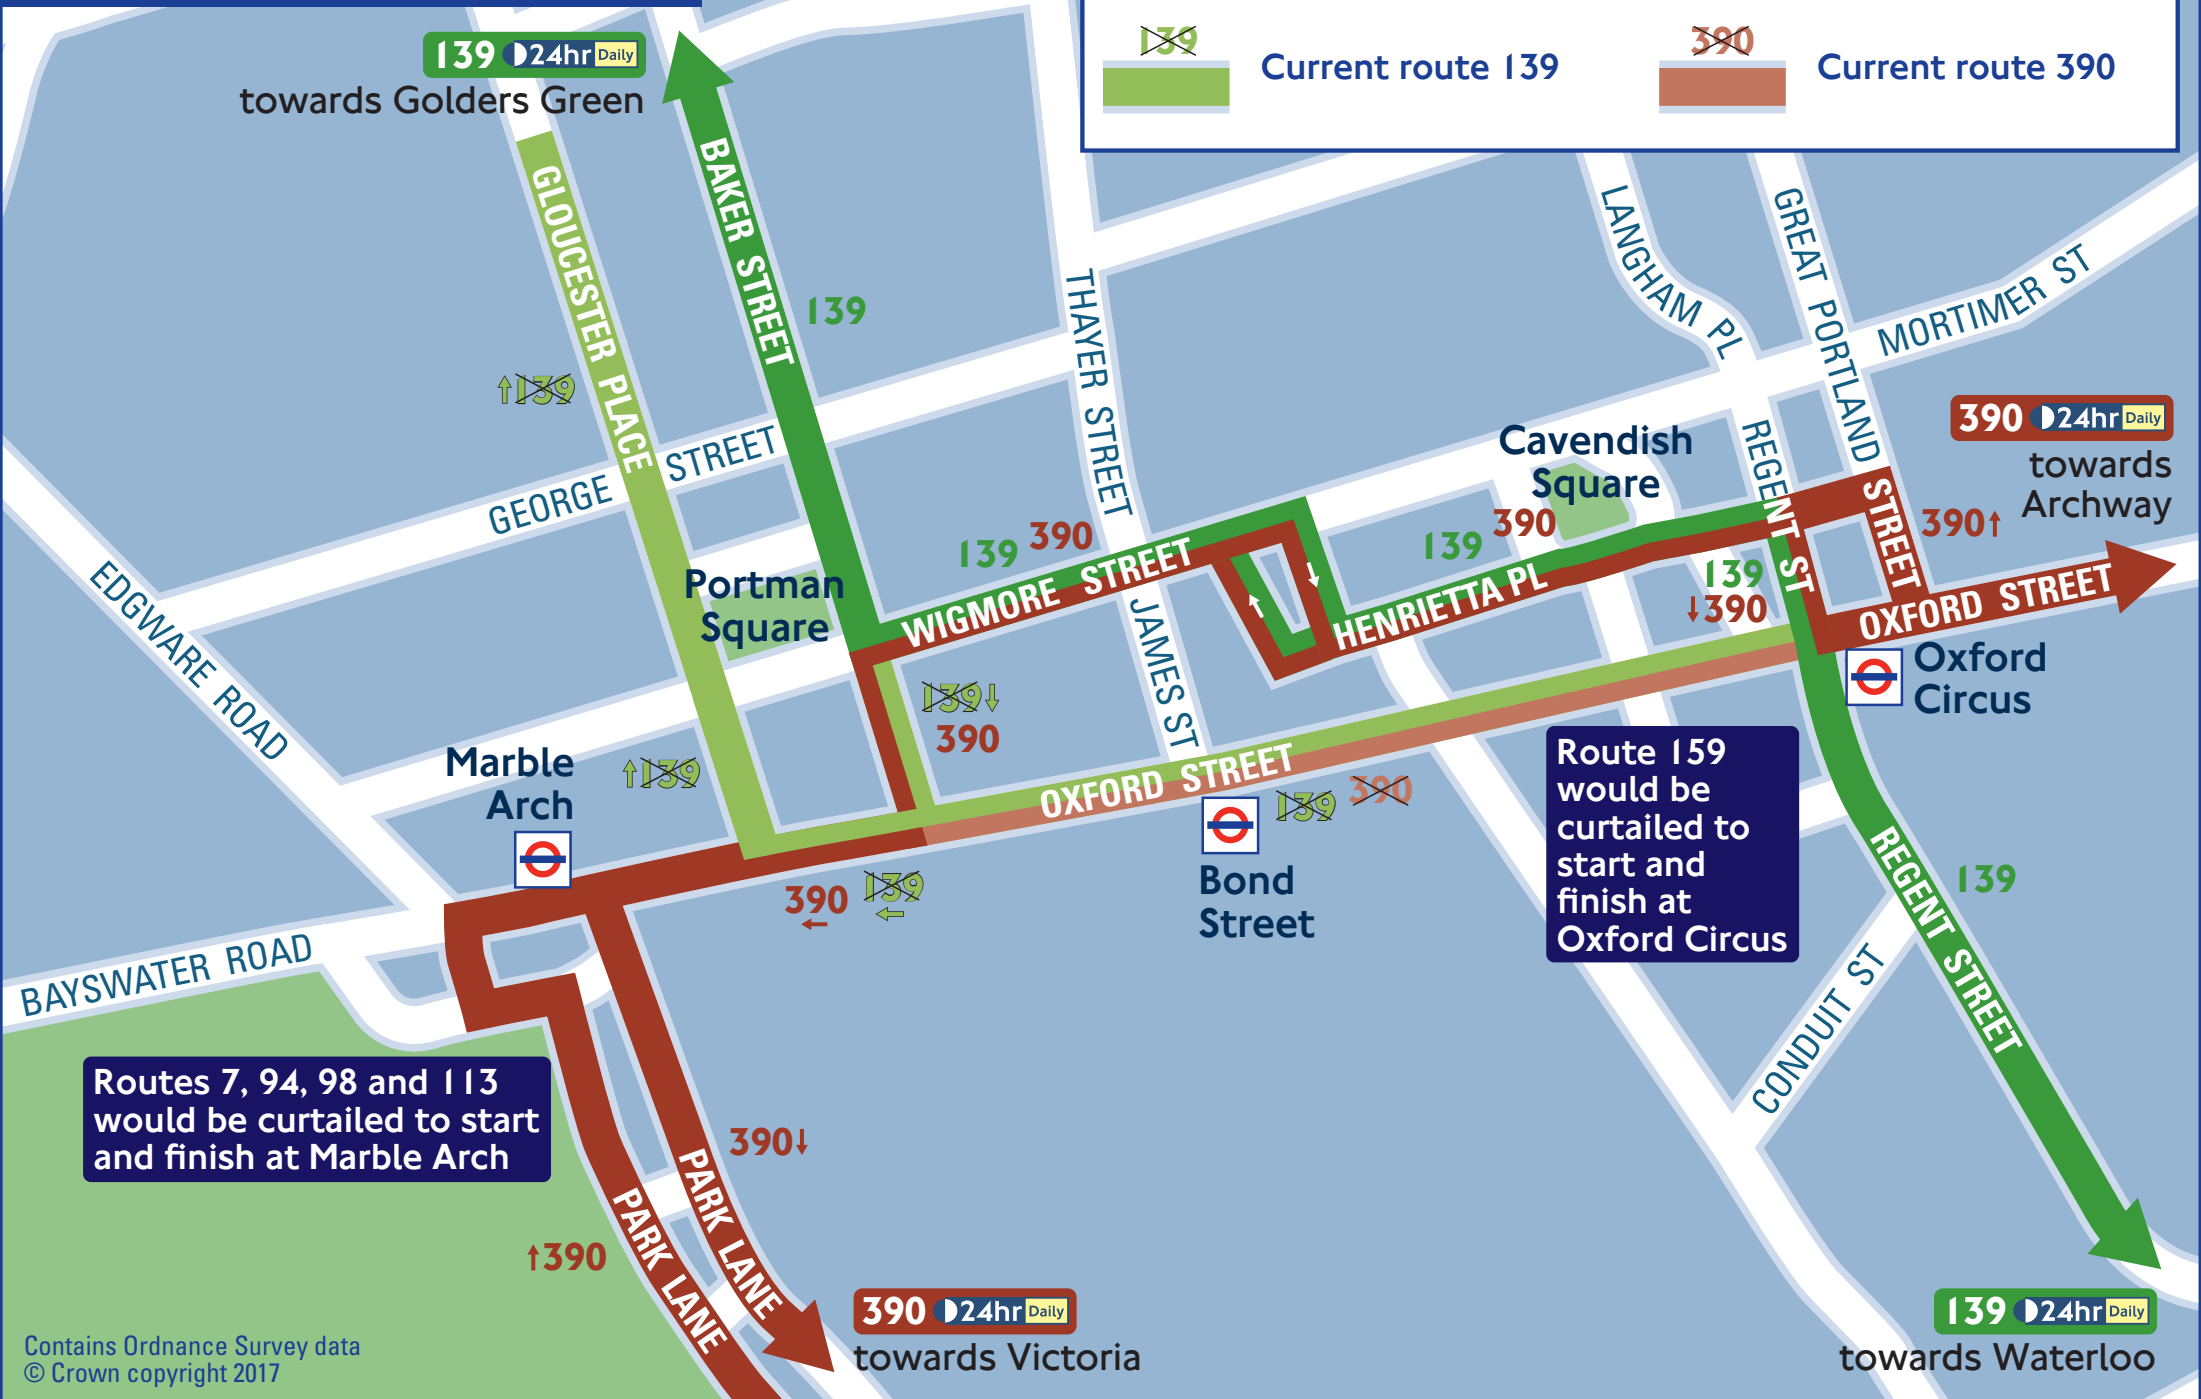 139
Current route 139
390
Current route 390
139 24hr Daily
towards Golders Green
BAKER STREET
GLOUCESTER PLACE
139
↑139
GEORGE STREET
THAYER STREET
LANGHAM PL
GREAT PORTLAND STREET
MORTIMER ST
REGENT ST
390 24hr Daily
towards
Archway
390↑
Cavendish
Square
139 390
139 390
139
↓390
WIGMORE STREET
HENRIETTA PL
JAMES ST
Portman
Square
EDGWARE ROAD
139↓
390
OXFORD STREET
Oxford
Circus
Marble
Arch
↑139
OXFORD STREET
139 390
Bond
Street
390
←
139
←
Route 159
would be
curtailed to
start and
finish at
Oxford Circus
REGENT STREET
139
CONDUIT ST
BAYSWATER ROAD
Routes 7, 94, 98 and 113
would be curtailed to start
and finish at Marble Arch
390↓
PARK LANE
↑390
PARK LANE
390 24hr Daily
towards Victoria
139 24hr Daily
towards Waterloo
Contains Ordnance Survey data
© Crown copyright 2017